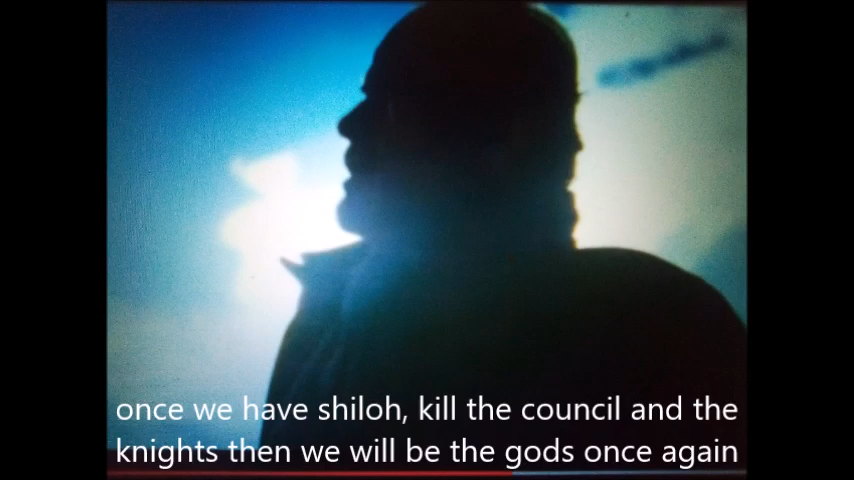 once we have shiloh, kill the council and the
knights then we will be the gods once again